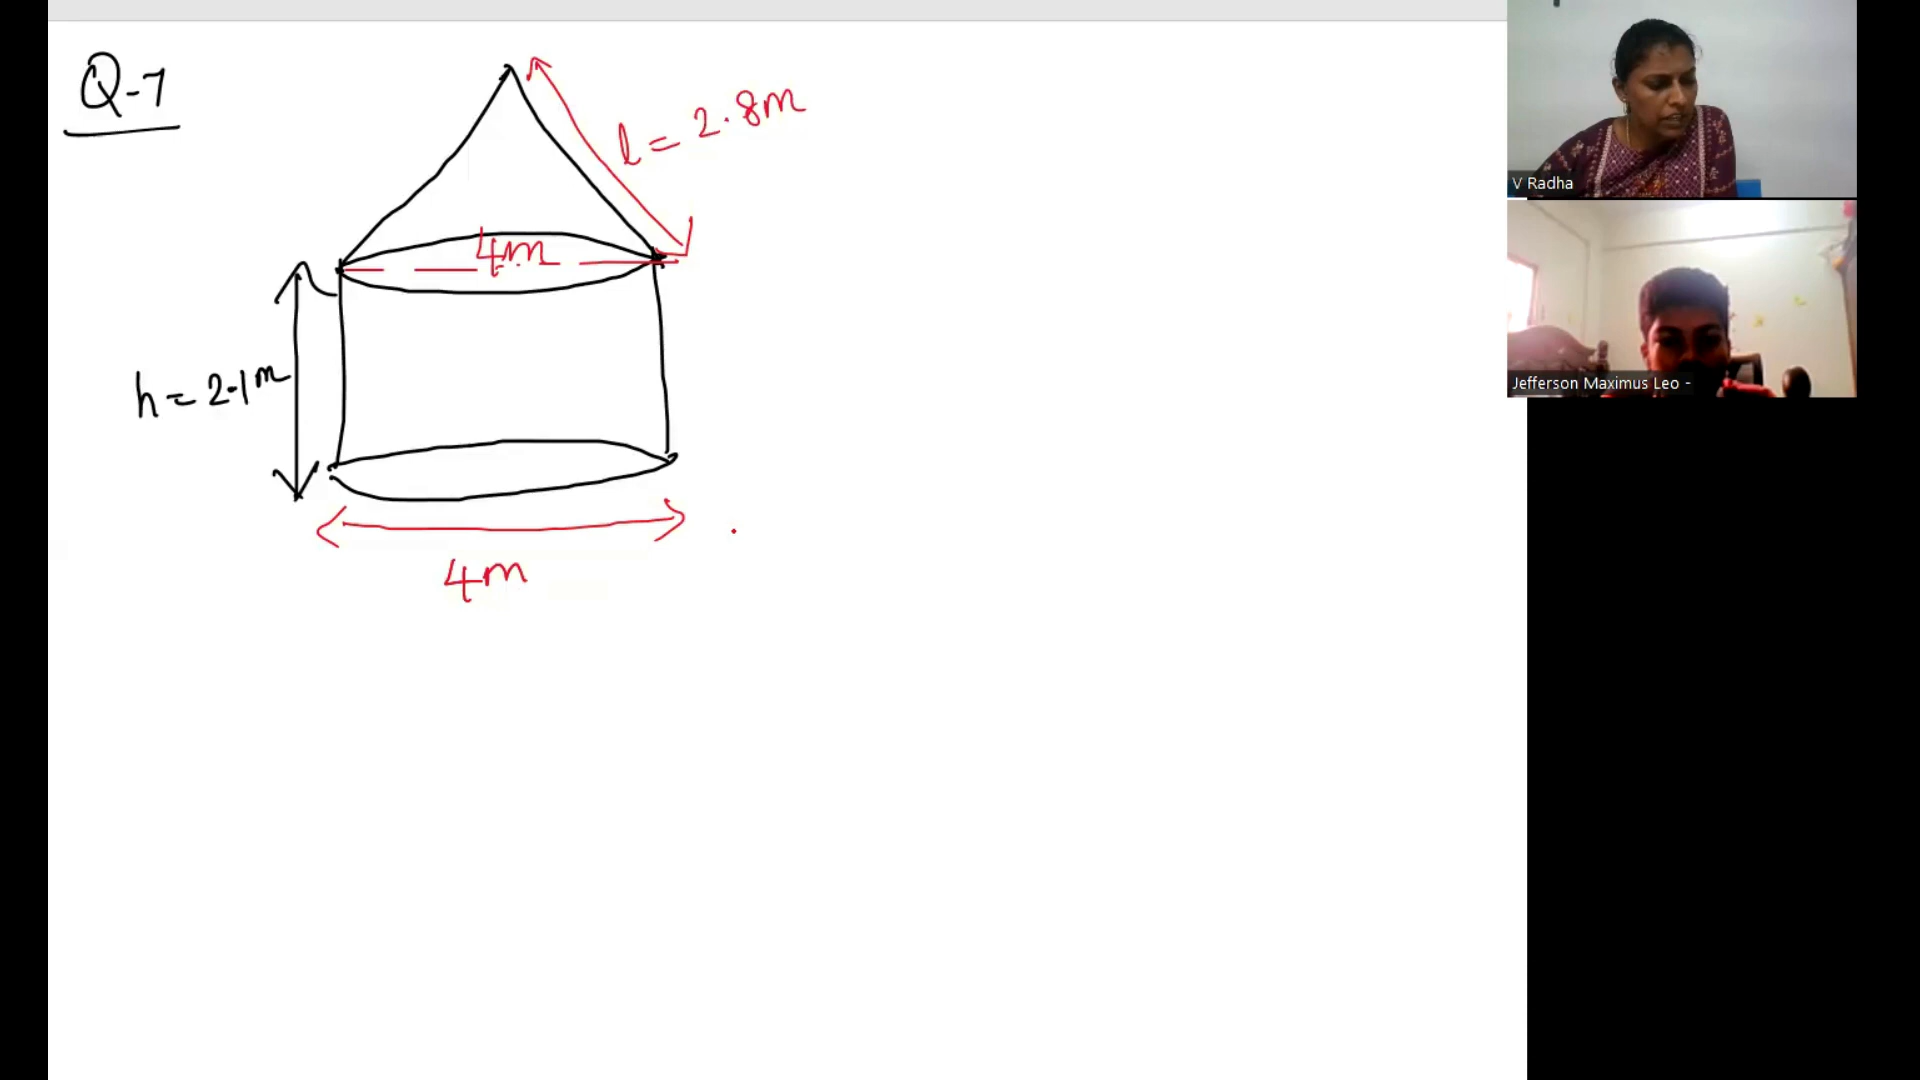 Q-7
l = 2.8m
4m
h = 2.1m
4m
V Radha
Jefferson Maximus Leo -